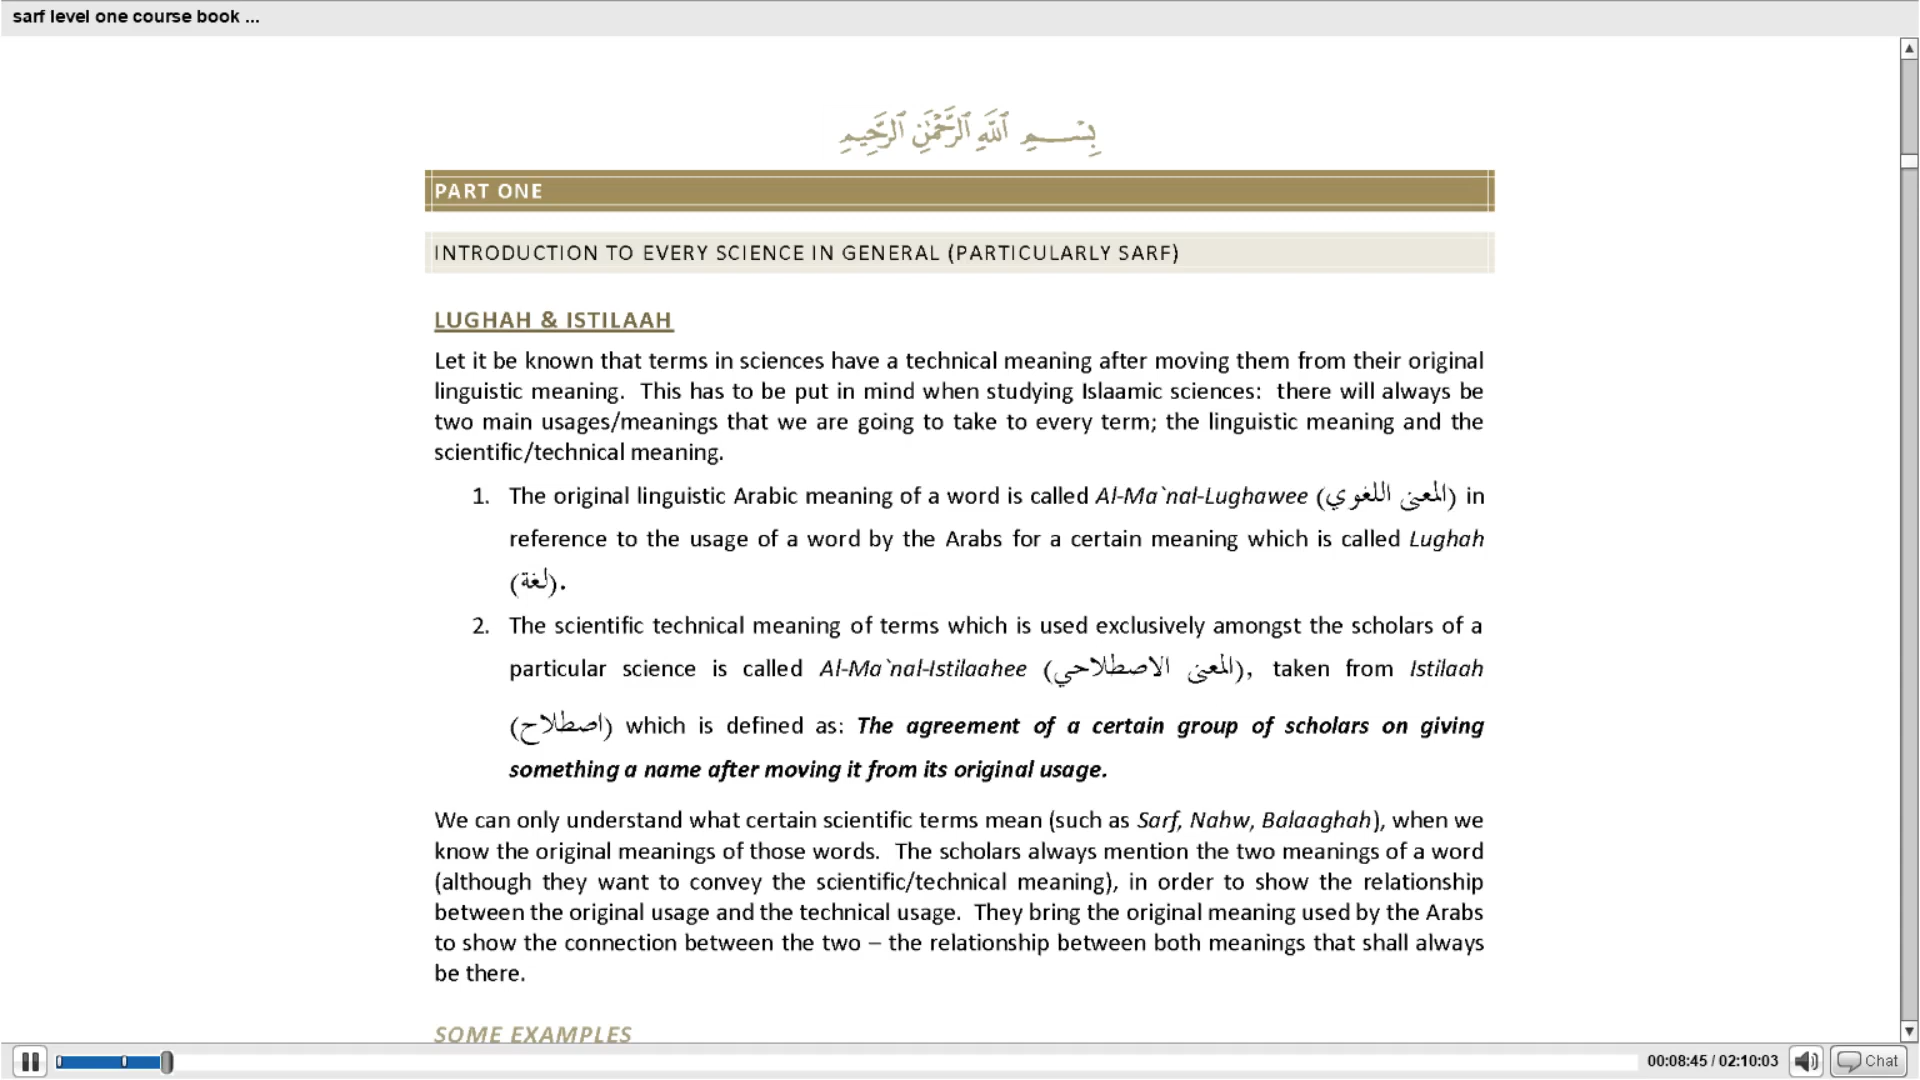 sarf level one course book ...
بِسْمِ ٱللَّهِ ٱلرَّحْمَٰنِ ٱلرَّحِيمِ
PART ONE
INTRODUCTION TO EVERY SCIENCE IN GENERAL (PARTICULARLY SARF)
LUGHAH & ISTILAAH
Let it be known that terms in sciences have a technical meaning after moving them from their original
linguistic meaning. This has to be put in mind when studying Islaamic sciences: there will always be
two main usages/meanings that we are going to take to every term; the linguistic meaning and the
scientific/technical meaning.
1. The original linguistic Arabic meaning of a word is called Al-Ma`nal-Lughawee (المعنى اللغوي) in
reference to the usage of a word by the Arabs for a certain meaning which is called Lughah
(لغة).
2. The scientific technical meaning of terms which is used exclusively amongst the scholars of a
particular science is called Al-Ma`nal-Istilaahee (المعنى الاصطلاحي), taken from Istilaah
(اصطلاح) which is defined as: The agreement of a certain group of scholars on giving
something a name after moving it from its original usage.
We can only understand what certain scientific terms mean (such as Sarf, Nahw, Balaaghah), when we
know the original meanings of those words. The scholars always mention the two meanings of a word
(although they want to convey the scientific/technical meaning), in order to show the relationship
between the original usage and the technical usage. They bring the original meaning used by the Arabs
to show the connection between the two – the relationship between both meanings that shall always
be there.
SOME EXAMPLES
00:08:45 / 02:10:03
Chat